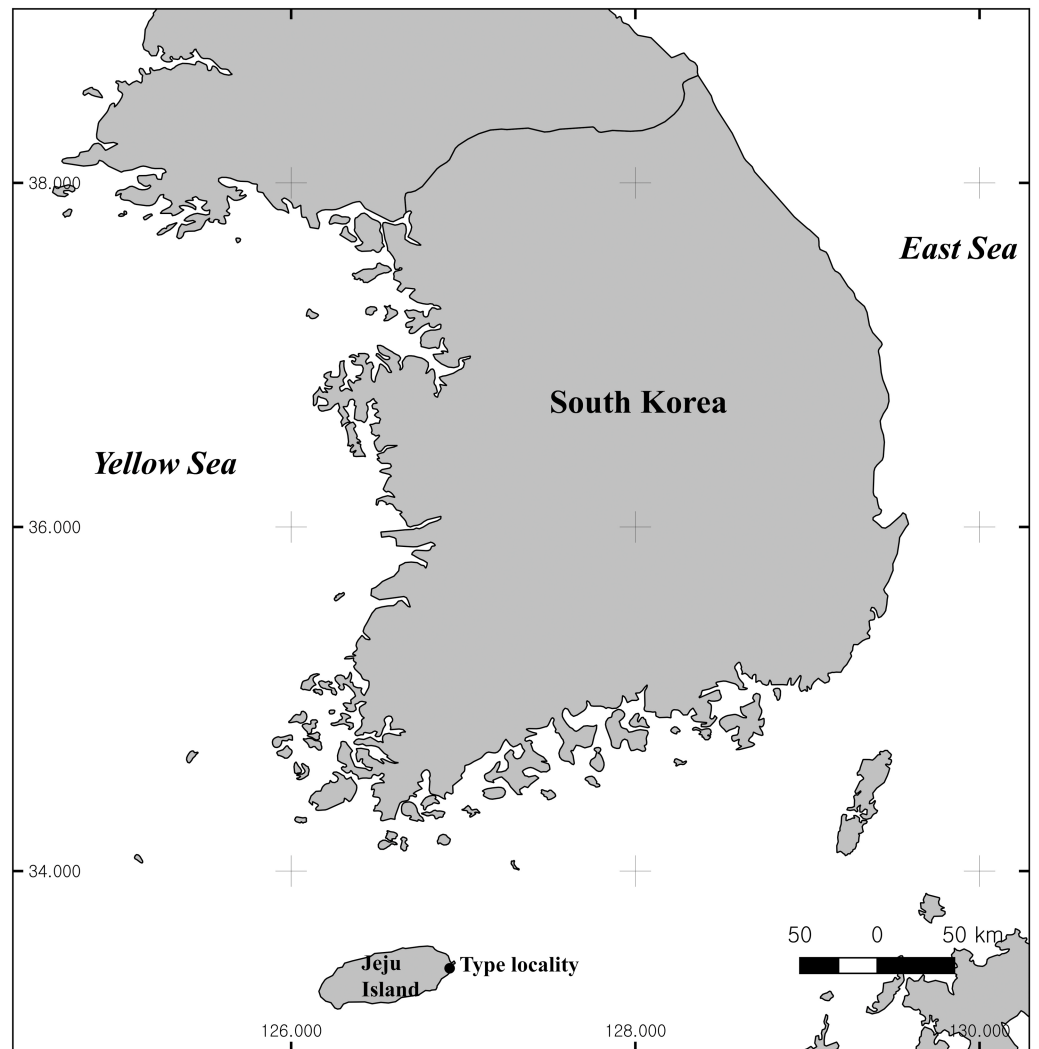 38.000
East Sea
South Korea
Yellow Sea
36.000
34.000
50 0 50 km
Jeju
Island
Type locality
126.000 128.000 130.000